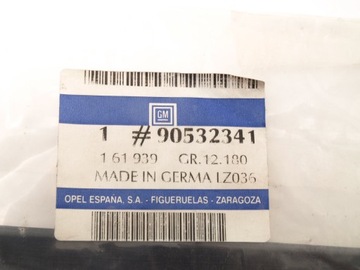 GM
1 #90532341
1 61 939 GR.12.180
MADE IN GERMA LZ036
OPEL ESPAÑA, S.A. - FIGUERUELAS - ZARAGOZA